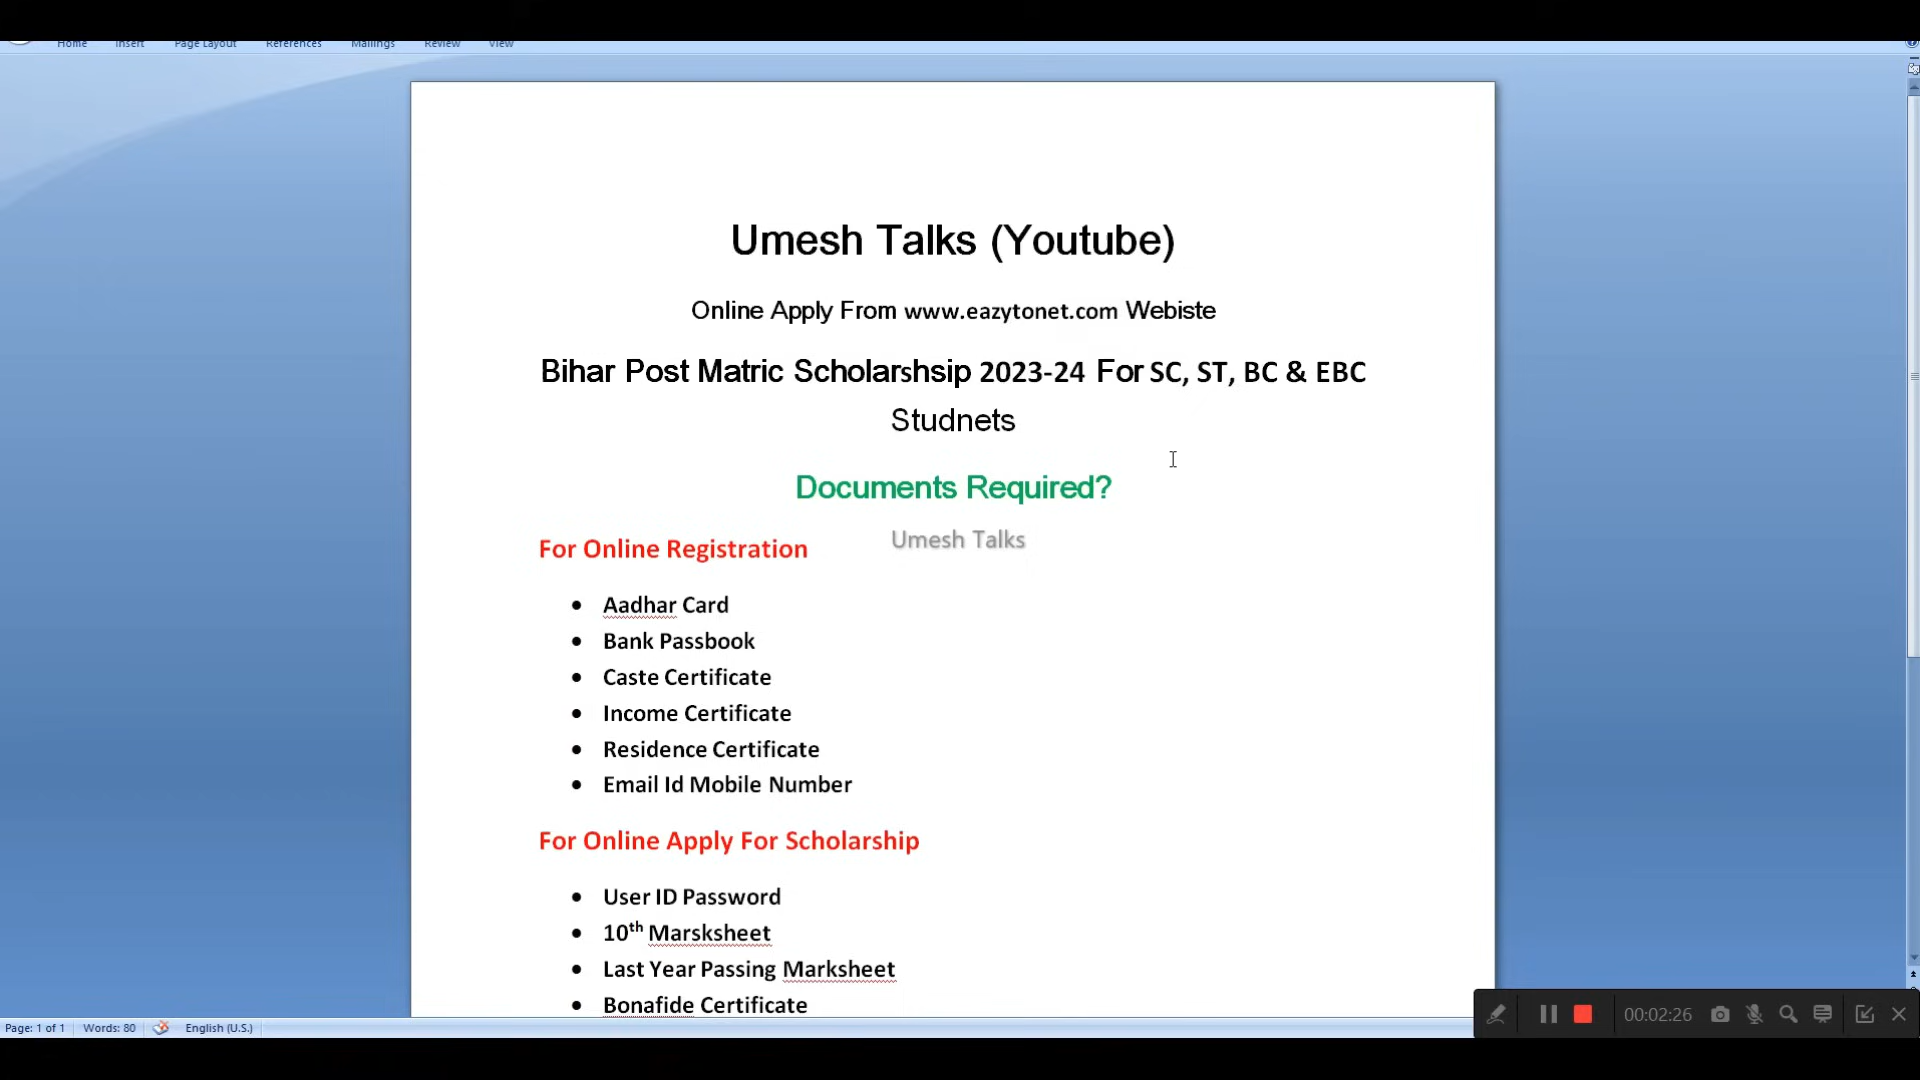 Home Insert Page Layout References Mailings Review View
Umesh Talks (Youtube)
Online Apply From www.eazytonet.com Webiste
Bihar Post Matric Scholarshsip 2023-24 For SC, ST, BC & EBC
Studnets
Documents Required?
Umesh Talks
For Online Registration
• Aadhar Card
• Bank Passbook
• Caste Certificate
• Income Certificate
• Residence Certificate
• Email Id Mobile Number
For Online Apply For Scholarship
• User ID Password
• 10th Marsksheet
• Last Year Passing Marksheet
• Bonafide Certificate
00:02:26
Page: 1 of 1 Words: 80 English (U.S.)